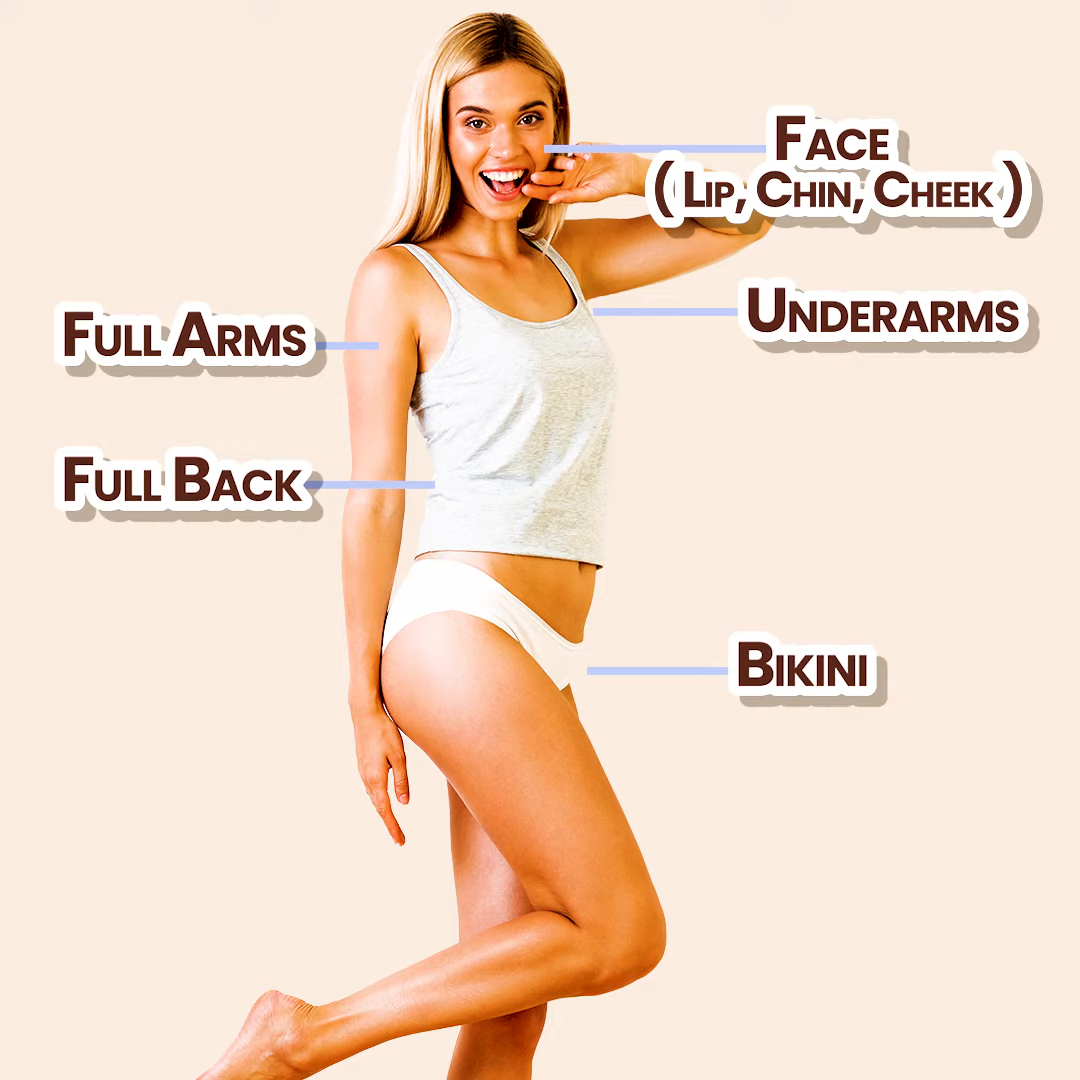 Face
( Lip, Chin, Cheek )
Underarms
Full Arms
Full Back
Bikini